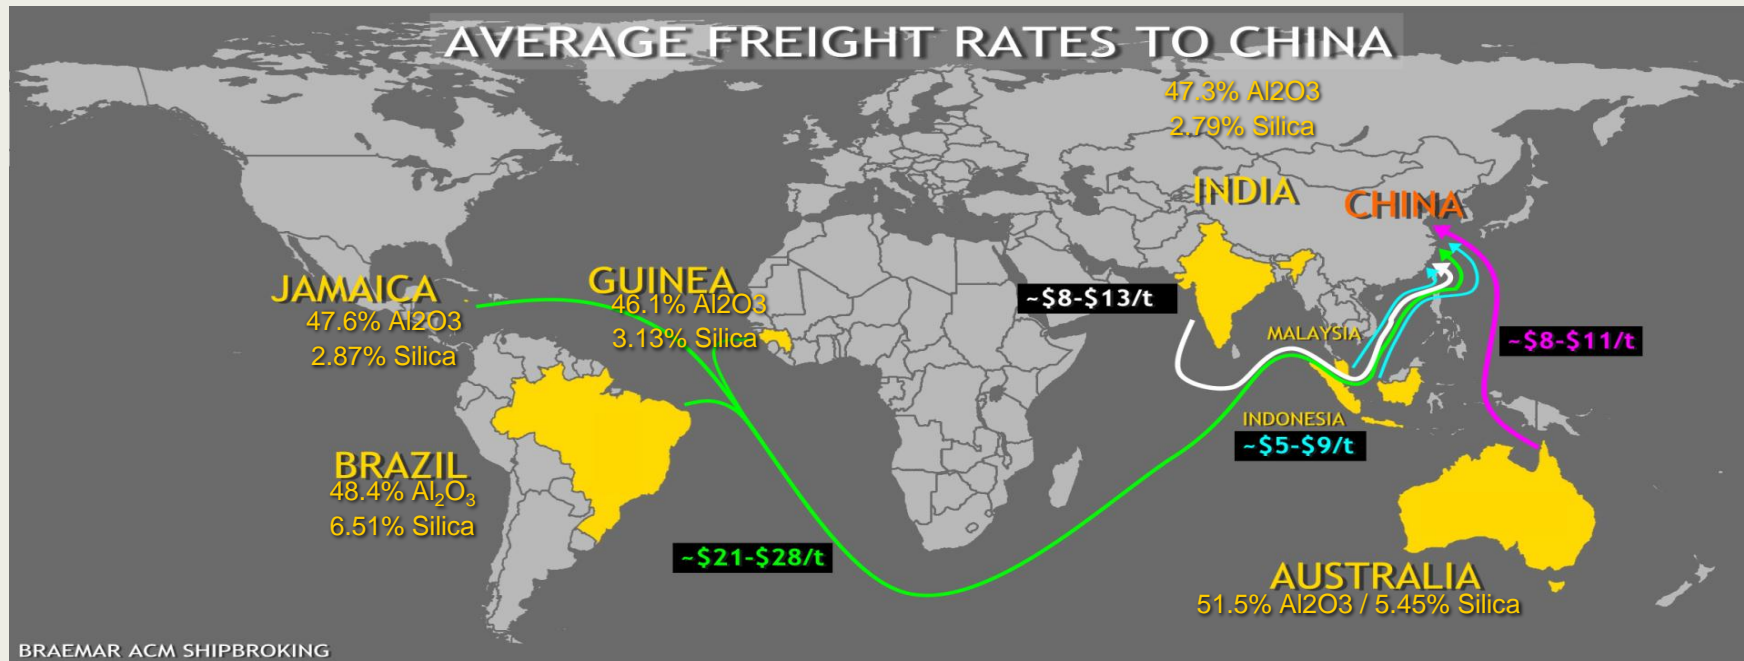 AVERAGE FREIGHT RATES TO CHINA
47.3% Al2O3
2.79% Silica
INDIA
CHINA
JAMAICA
47.6% Al2O3
2.87% Silica
GUINEA
46.1% Al2O3
3.13% Silica
~$8-$13/t
MALAYSIA
~$8-$11/t
INDONESIA
~$5-$9/t
BRAZIL
48.4% Al₂O₃
6.51% Silica
~$21-$28/t
AUSTRALIA
51.5% Al2O3 / 5.45% Silica
BRAEMAR ACM SHIPBROKING